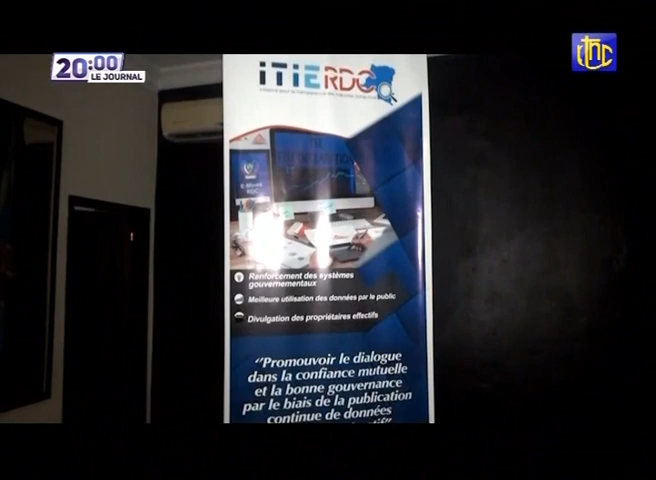 20:00
LE JOURNAL
ITIERDC
Renforcement des systèmes
gouvernementaux
Meilleure utilisation des données par le public
Divulgation des propriétaires effectifs
“Promouvoir le dialogue
dans la confiance mutuelle
et la bonne gouvernance
par le biais de la publication
continue de données